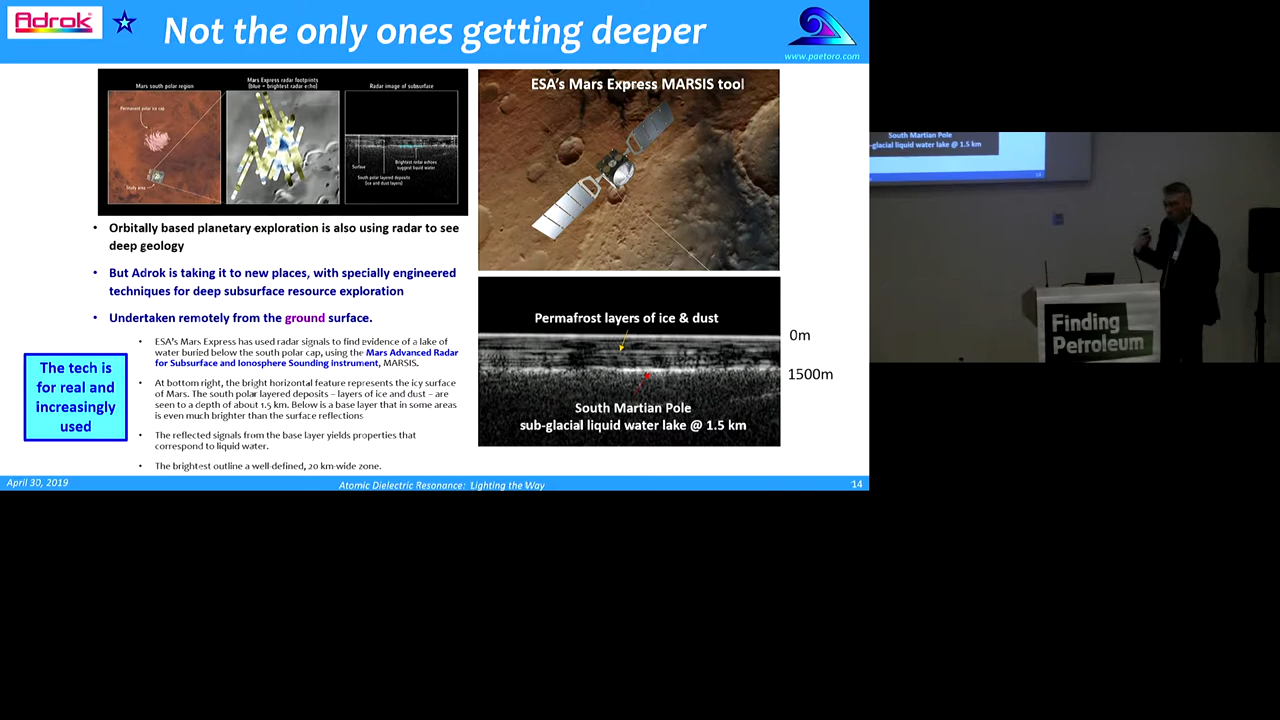 Adrok
Not the only ones getting deeper
www.paetoro.com
Mars south polar region
Permanent polar ice cap
Study area
Mars Express radar footprints
(blue = brightest radar echo)
Radar image of subsurface
Surface
Brightest radar echoes
suggest liquid water
South polar layered deposits
(ice and dust layers)
ESA's Mars Express MARSIS tool
• Orbitally based planetary exploration is also using radar to see
deep geology
• But Adrok is taking it to new places, with specially engineered
techniques for deep subsurface resource exploration
• Undertaken remotely from the ground surface.
• ESA's Mars Express has used radar signals to find evidence of a lake of
water buried below the south polar cap, using the Mars Advanced Radar
for Subsurface and Ionosphere Sounding instrument, MARSIS.
• At bottom right, the bright horizontal feature represents the icy surface
of Mars. The south polar layered deposits – layers of ice and dust – are
seen to a depth of about 1.5 km. Below is a base layer that in some areas
is even much brighter than the surface reflections
• The reflected signals from the base layer yields properties that
correspond to liquid water.
• The brightest outline a well-defined, 20 km-wide zone.
The tech is
for real and
increasingly
used
Permafrost layers of ice & dust
0m
1500m
South Martian Pole
sub-glacial liquid water lake @ 1.5 km
April 30, 2019
Atomic Dielectric Resonance: Lighting the Way
14
South Martian Pole
-glacial liquid water lake @ 1.5 km
Finding
Petroleum